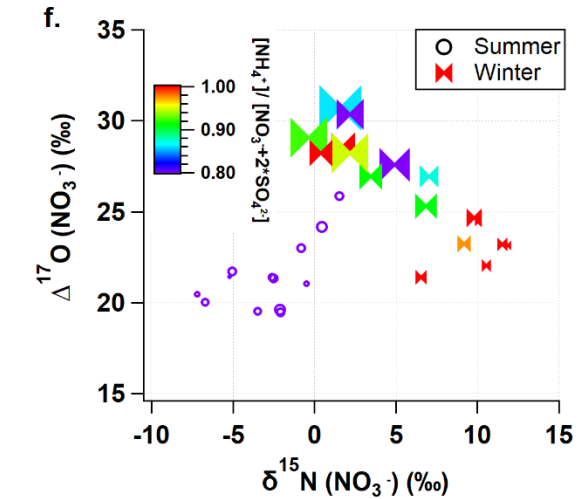 f.
35
30
25
20
15
Δ¹⁷O (NO₃⁻) (‰)
1.00
0.90
0.80
[NH₄⁺]/ [NO₃⁻+2*SO₄²⁻]
Summer
Winter
-10 -5 0 5 10 15
δ¹⁵N (NO₃⁻) (‰)